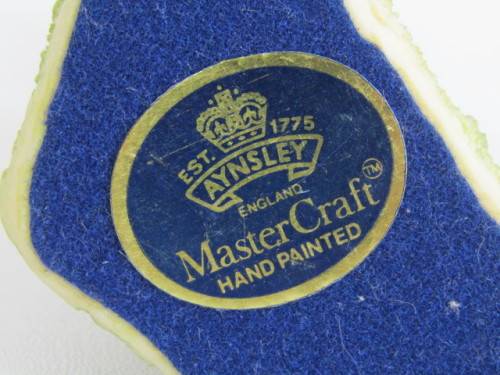 EST. 1775
AYNSLEY
ENGLAND
MasterCraft™
HAND PAINTED